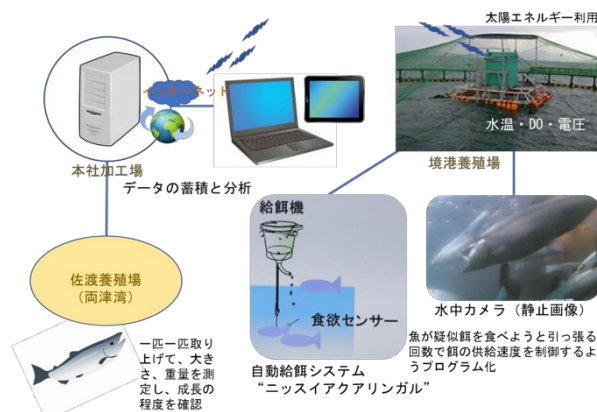 太陽エネルギー利用
インターネット
水温・DO・電圧
本社加工場
データの蓄積と分析
境港養殖場
給餌機
食欲センサー
佐渡養殖場
（両津湾）
水中カメラ（静止画像）
一匹一匹取り
上げて、大き
さ、重量を測
定し、成長の
程度を確認
自動給餌システム
“ニッスイアクアリンガル”
魚が疑似餌を食べようと引っ張る
回数で餌の供給速度を制御するよ
うプログラム化